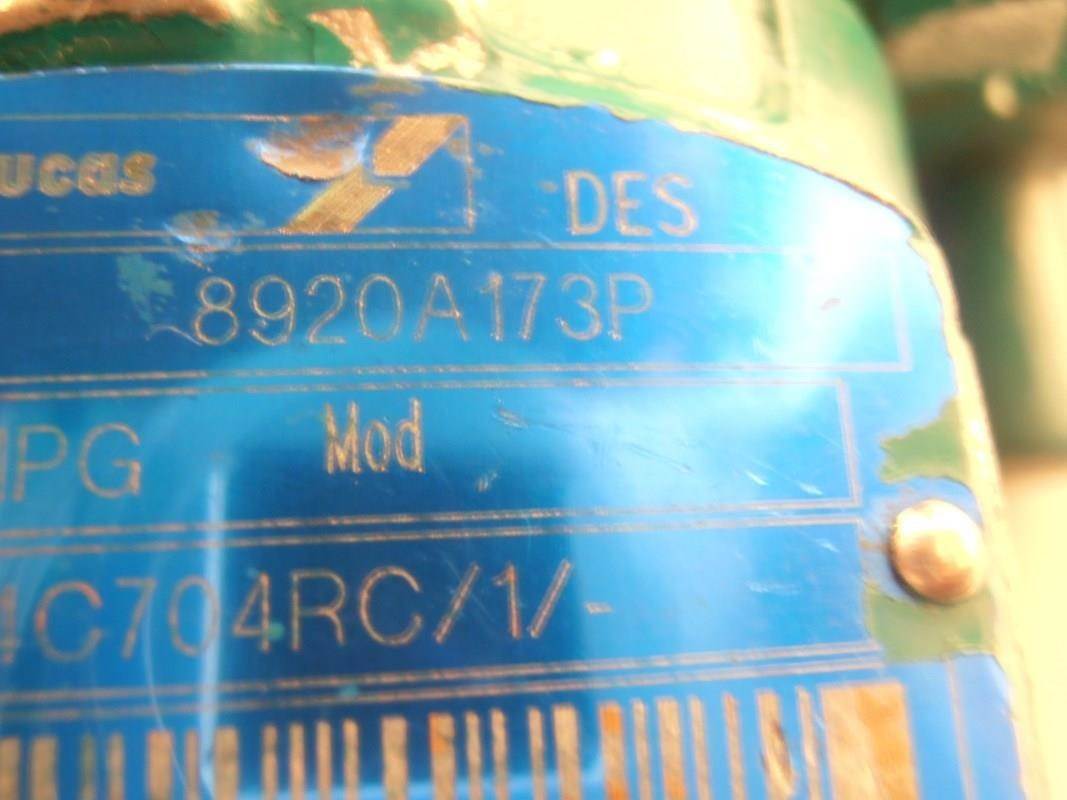 ucas DES
8920A173P
PG Mod
C704RC/1/-